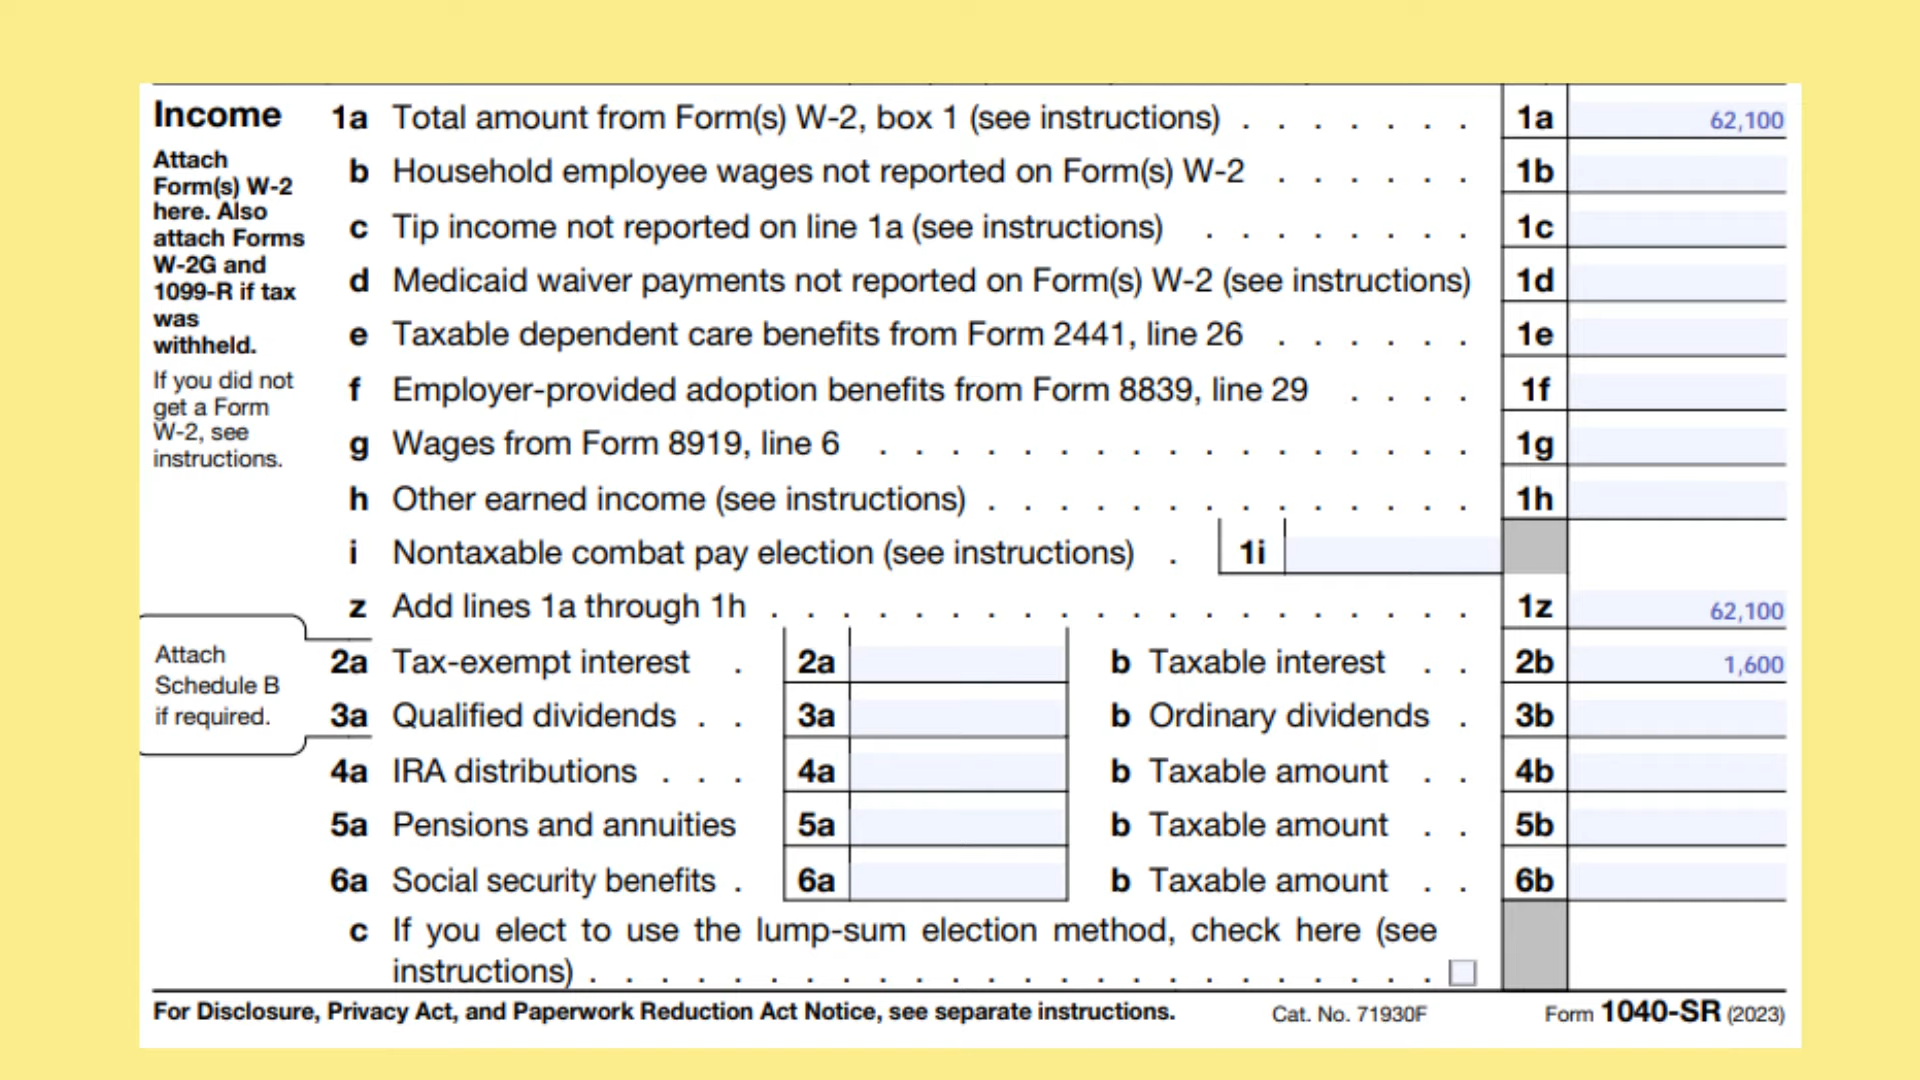 Income 1a Total amount from Form(s) W-2, box 1 (see instructions) . . . . . . . 1a 62,100
Attach
Form(s) W-2
here. Also
attach Forms
W-2G and
1099-R if tax
was
withheld.
If you did not
get a Form
W-2, see
instructions.
b Household employee wages not reported on Form(s) W-2 . . . . . . 1b
c Tip income not reported on line 1a (see instructions) . . . . . . . . 1c
d Medicaid waiver payments not reported on Form(s) W-2 (see instructions) 1d
e Taxable dependent care benefits from Form 2441, line 26 . . . . . . 1e
f Employer-provided adoption benefits from Form 8839, line 29 . . . . 1f
g Wages from Form 8919, line 6 . . . . . . . . . . . . . . . . . 1g
h Other earned income (see instructions) . . . . . . . . . . . . . . 1h
i Nontaxable combat pay election (see instructions) . 1i
z Add lines 1a through 1h . . . . . . . . . . . . . . . . . . . . 1z 62,100
Attach
Schedule B
if required.
2a Tax-exempt interest . 2a b Taxable interest . . 2b 1,600
3a Qualified dividends . . 3a b Ordinary dividends . 3b
4a IRA distributions . . . 4a b Taxable amount . . 4b
5a Pensions and annuities 5a b Taxable amount . . 5b
6a Social security benefits . 6a b Taxable amount . . 6b
c If you elect to use the lump-sum election method, check here (see
instructions) . . . . . . . . . . . . . . . . . . . . . . . .
For Disclosure, Privacy Act, and Paperwork Reduction Act Notice, see separate instructions. Cat. No. 71930F Form 1040-SR (2023)